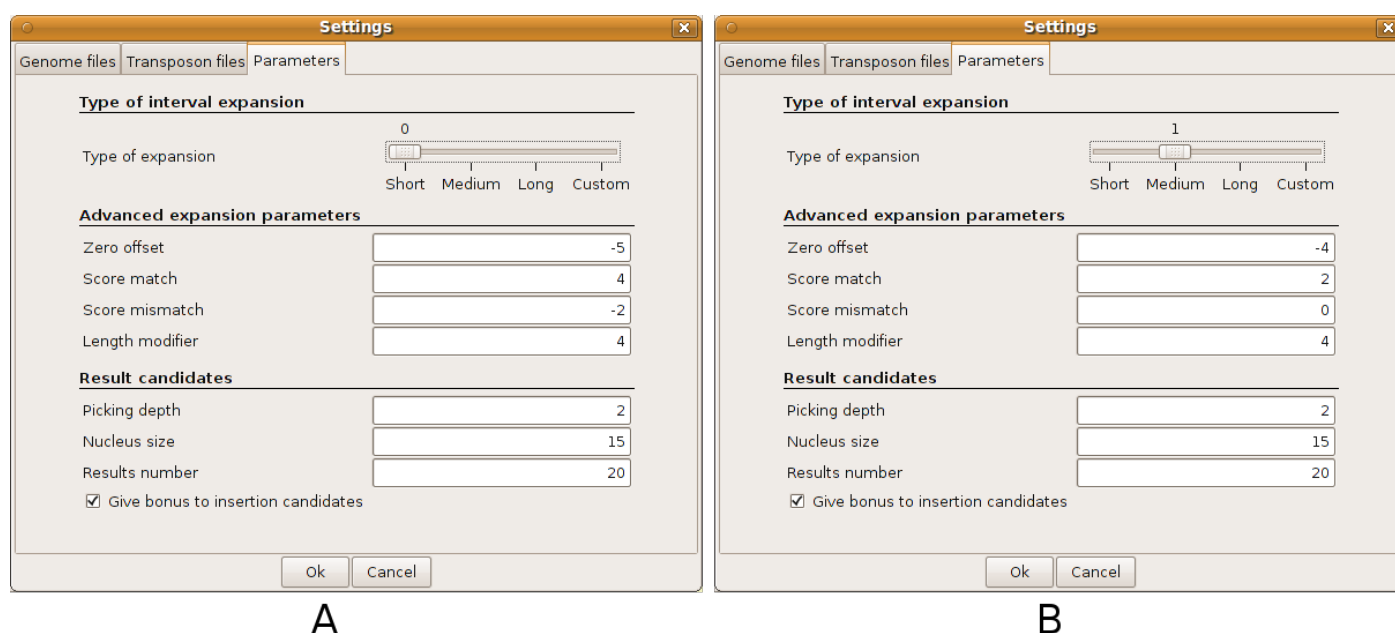 Settings
Genome files Transposon files Parameters
Type of interval expansion
0
Type of expansion
Short Medium Long Custom
Advanced expansion parameters
Zero offset -5
Score match 4
Score mismatch -2
Length modifier 4
Result candidates
Picking depth 2
Nucleus size 15
Results number 20
Give bonus to insertion candidates
Ok Cancel
A
Settings
Genome files Transposon files Parameters
Type of interval expansion
1
Type of expansion
Short Medium Long Custom
Advanced expansion parameters
Zero offset -4
Score match 2
Score mismatch 0
Length modifier 4
Result candidates
Picking depth 2
Nucleus size 15
Results number 20
Give bonus to insertion candidates
Ok Cancel
B